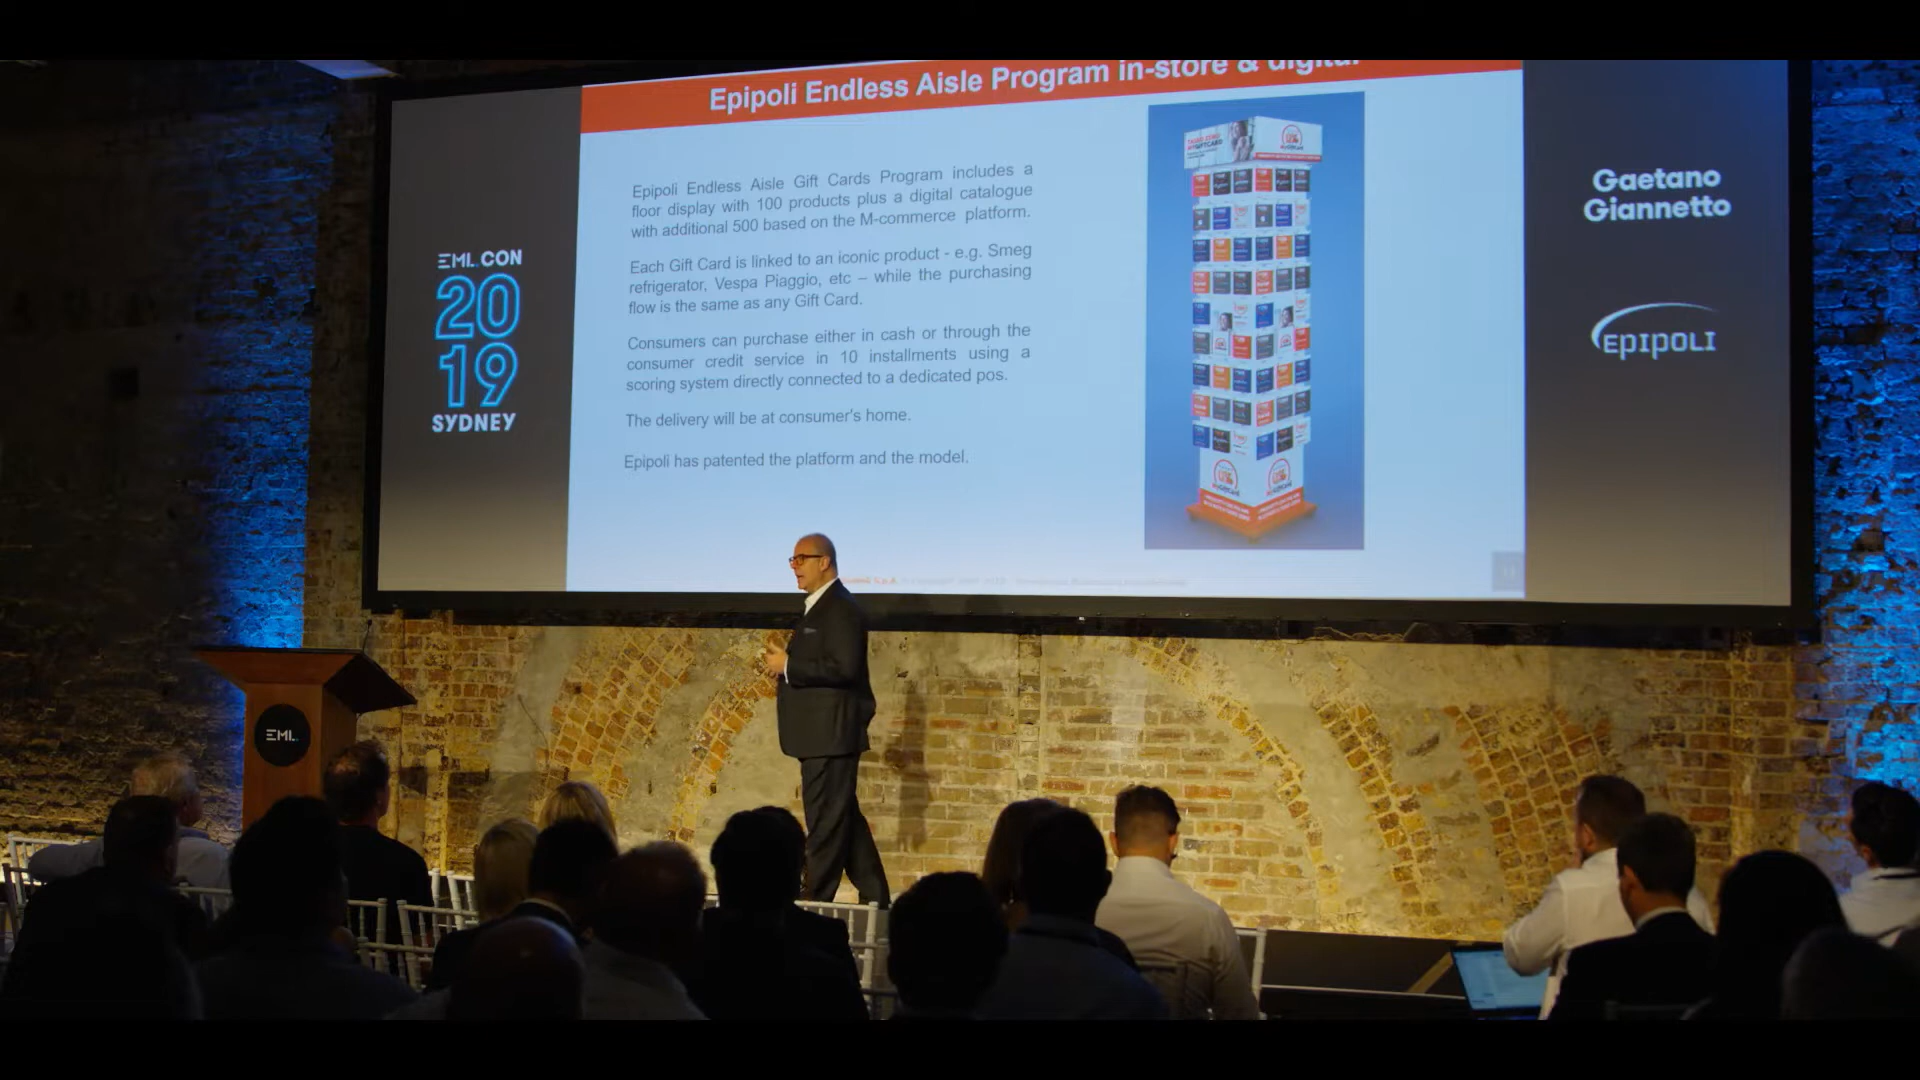 Epipoli Endless Aisle Program in-store & digital
EML CON
20
19
SYDNEY
Epipoli Endless Aisle Gift Cards Program includes a
floor display with 100 products plus a digital catalogue
with additional 500 based on the M-commerce platform.
Each Gift Card is linked to an iconic product - e.g. Smeg
refrigerator, Vespa Piaggio, etc – while the purchasing
flow is the same as any Gift Card.
Consumers can purchase either in cash or through the
consumer credit service in 10 installments using a
scoring system directly connected to a dedicated pos.
The delivery will be at consumer's home.
Epipoli has patented the platform and the model.
MYGIFTCARD
Gaetano
Giannetto
EPIPOLI
EML